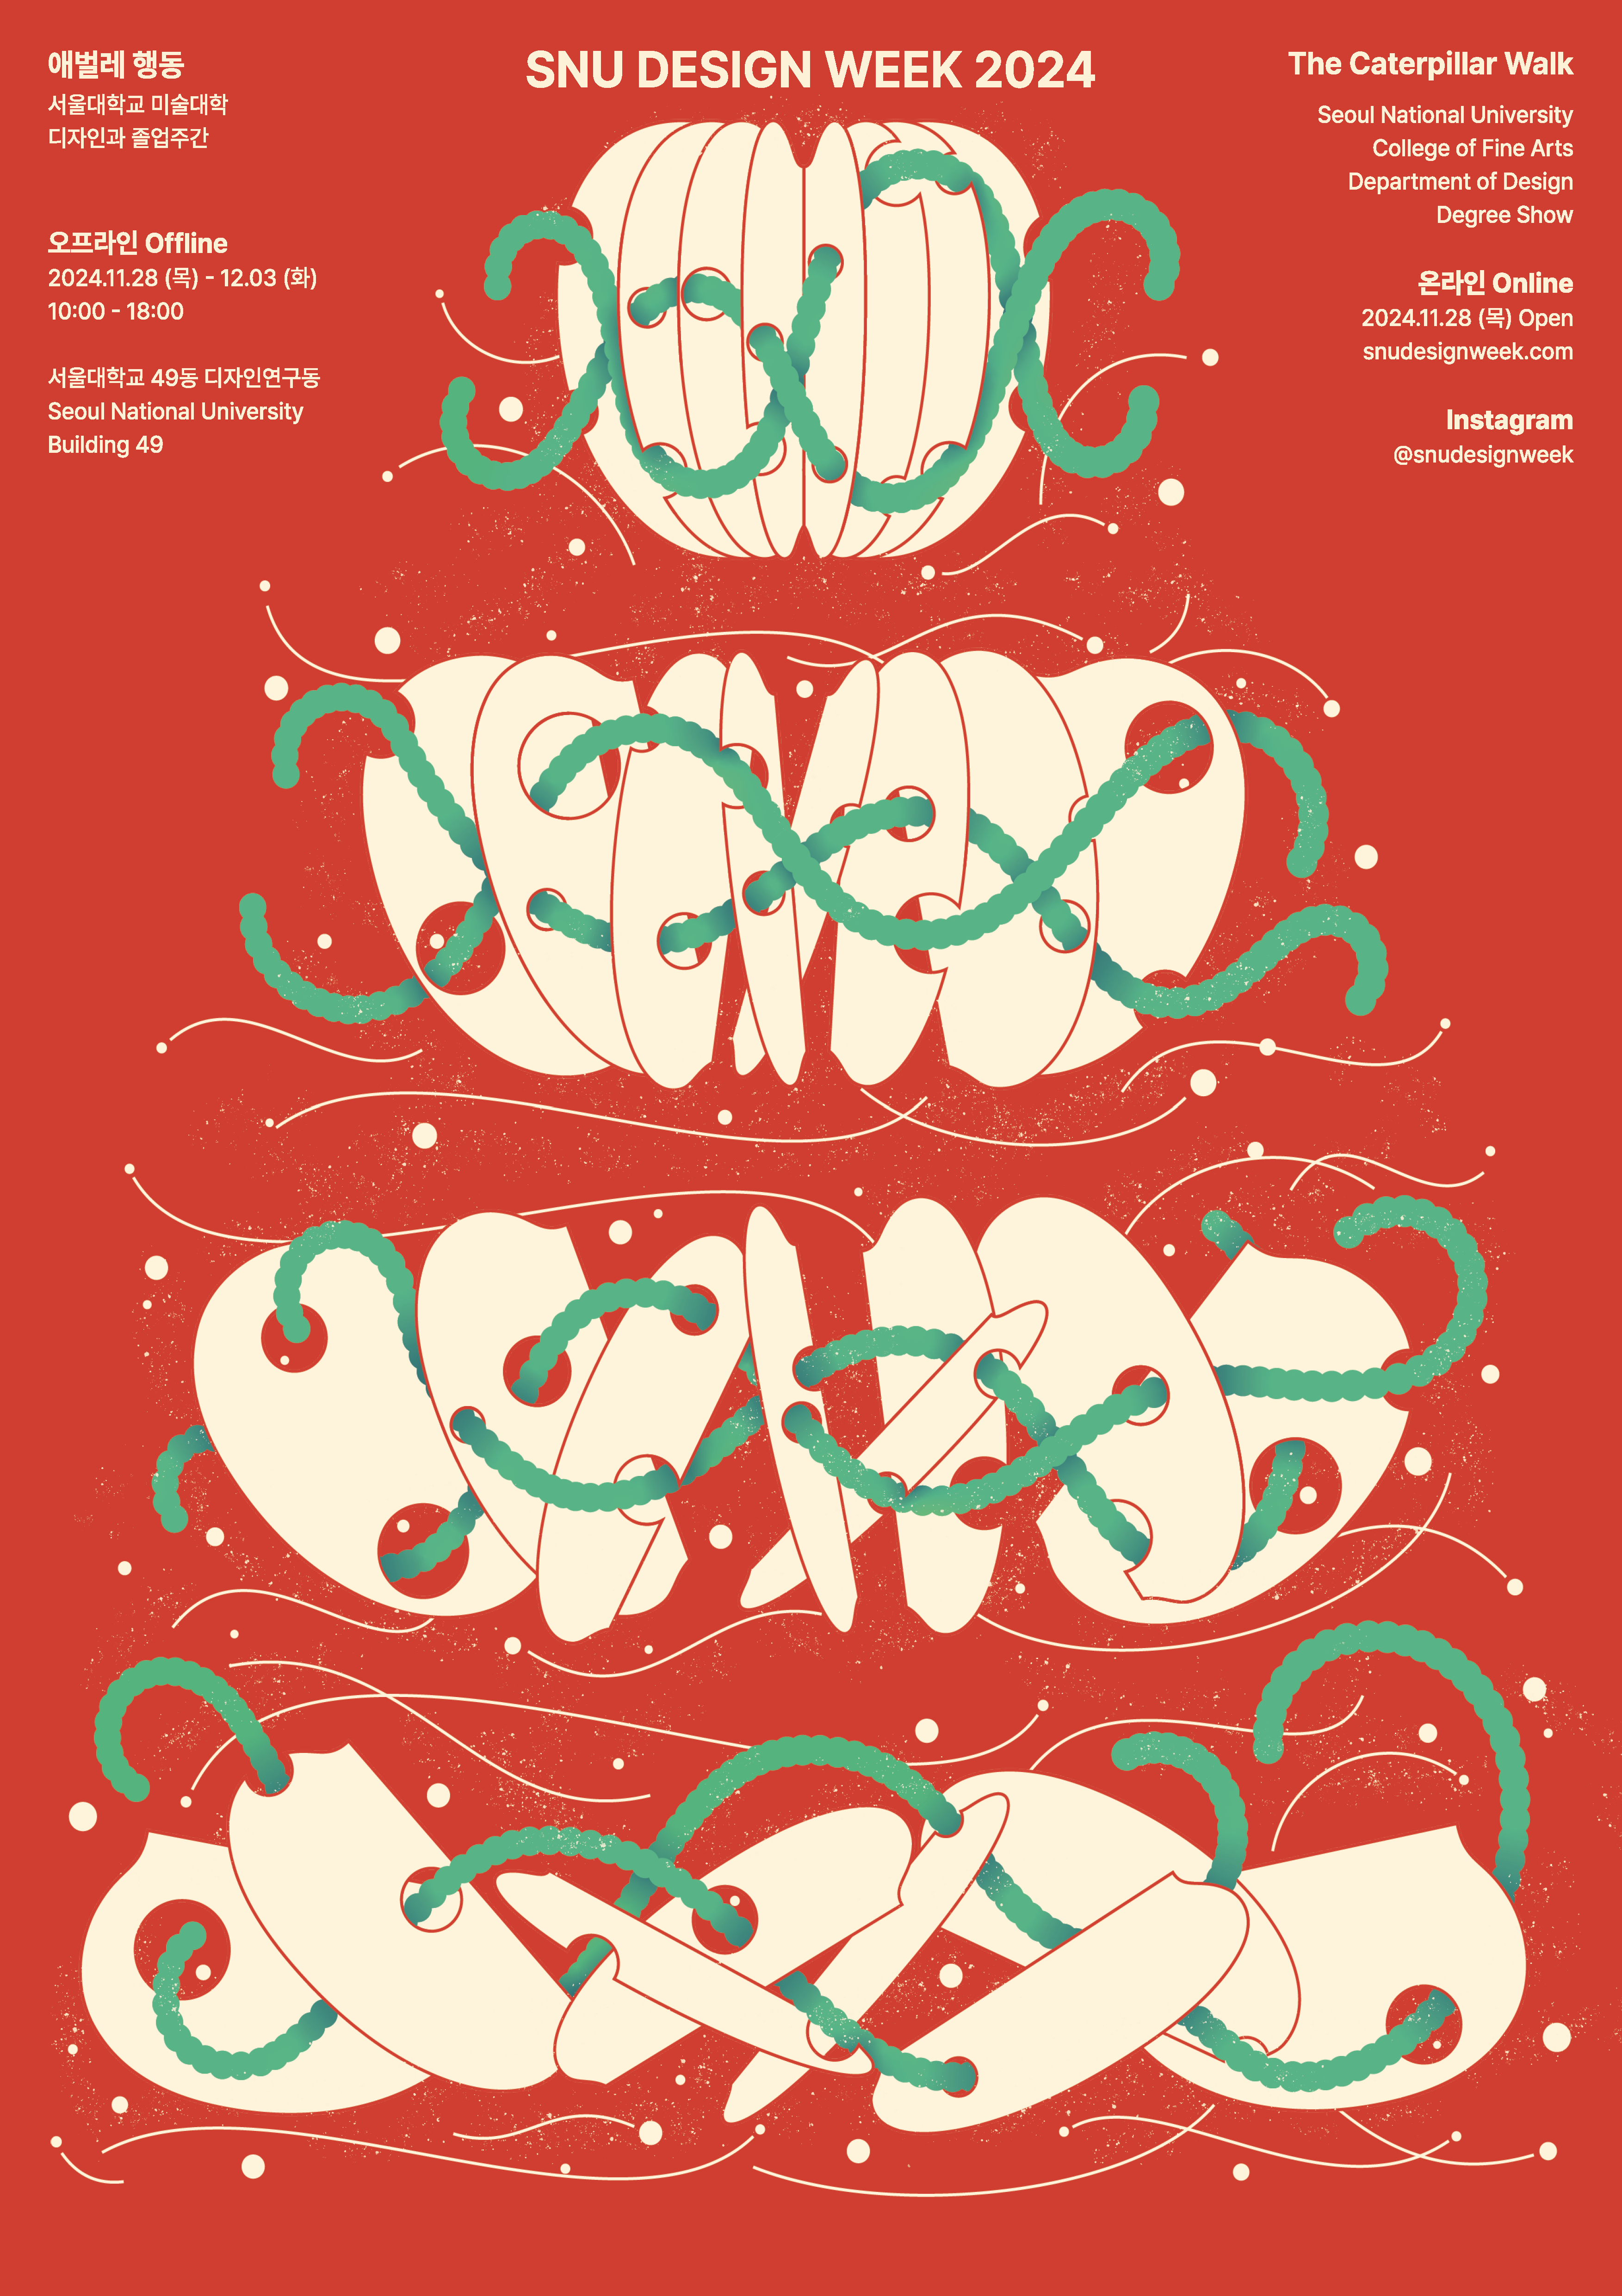 애벌레 행동
서울대학교 미술대학
디자인과 졸업주간
오프라인 Offline
2024.11.28 (목) - 12.03 (화)
10:00 - 18:00
서울대학교 49동 디자인연구동
Seoul National University
Building 49
SNU DESIGN WEEK 2024
The Caterpillar Walk
Seoul National University
College of Fine Arts
Department of Design
Degree Show
온라인 Online
2024.11.28 (목) Open
snudesignweek.com
Instagram
@snudesignweek